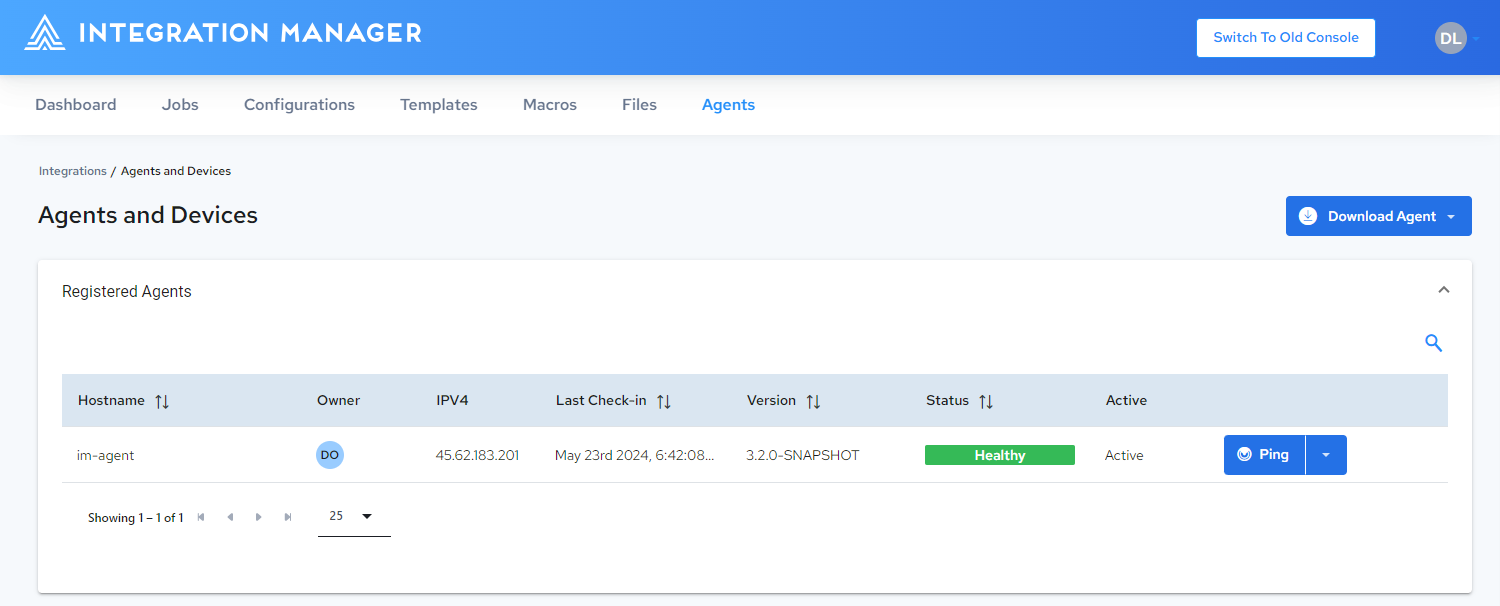 INTEGRATION MANAGER
Switch To Old Console
DL
Dashboard Jobs Configurations Templates Macros Files Agents
Integrations / Agents and Devices
Agents and Devices
Download Agent
Registered Agents
Hostname Owner IPV4 Last Check-in Version Status Active
im-agent DO 45.62.183.201 May 23rd 2024, 6:42:08... 3.2.0-SNAPSHOT Healthy Active Ping
Showing 1 – 1 of 1 25